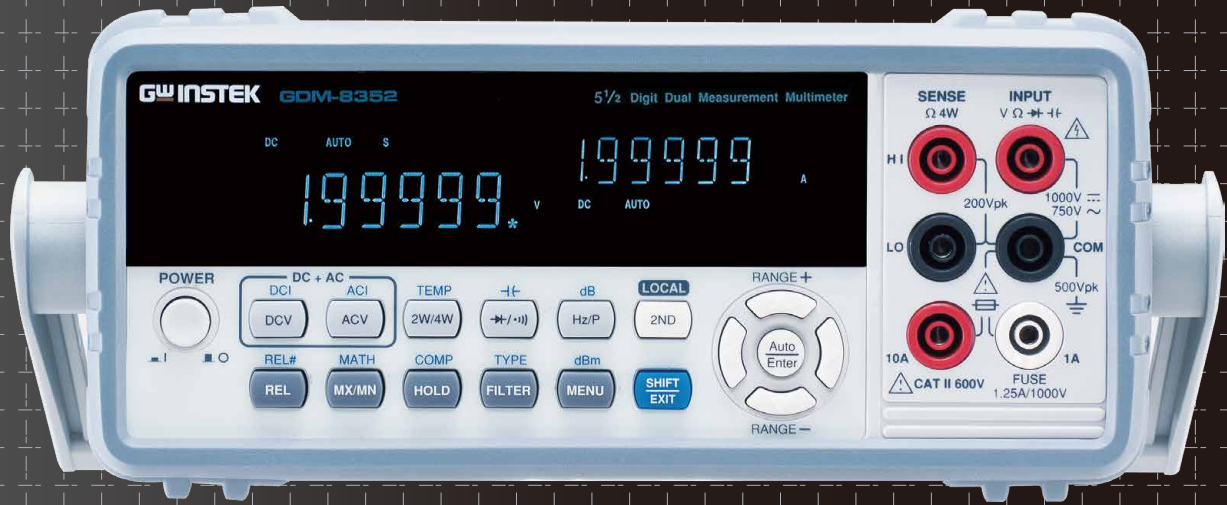 GW INSTEK GDM-8352
5½ Digit Dual Measurement Multimeter
DC AUTO S
1.99999
A
1.99999* V
DC AUTO
POWER
I O
DC + AC
DCI ACI TEMP dB LOCAL
DCV ACV 2W/4W Hz/P 2ND
REL# MATH COMP TYPE dBm
REL MX/MN HOLD FILTER MENU SHIFT
EXIT
RANGE +
Auto
Enter
RANGE −
SENSE INPUT
Ω 4W V Ω
HI
200Vpk
1000V
750V ~
LO COM
500Vpk
10A 1A
CAT II 600V
FUSE
1.25A/1000V